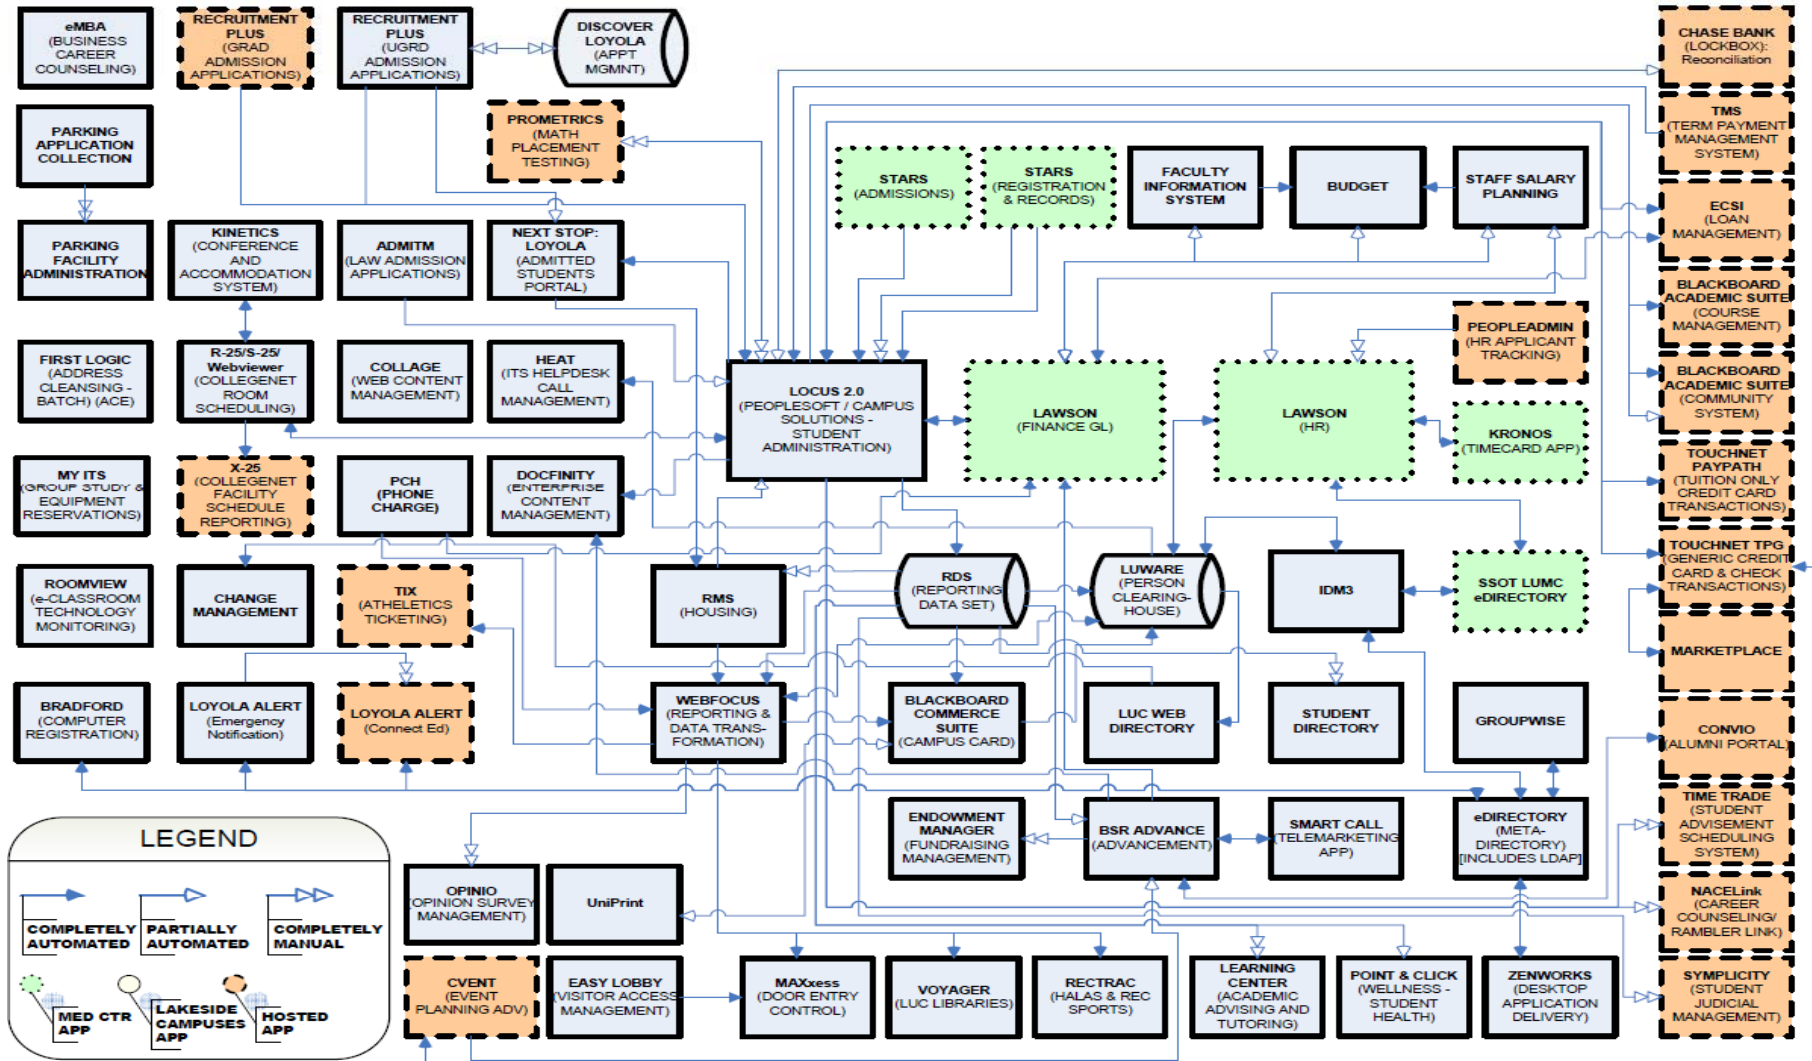 eMBA
(BUSINESS
CAREER
COUNSELING)
RECRUITMENT
PLUS
(GRAD
ADMISSION
APPLICATIONS)
RECRUITMENT
PLUS
(UGRD
ADMISSION
APPLICATIONS)
DISCOVER
LOYOLA
(APPT
MGMNT)
CHASE BANK
(LOCKBOX):
Reconciliation
PARKING
APPLICATION
COLLECTION
PROMETRICS
(MATH
PLACEMENT
TESTING)
TMS
(TERM PAYMENT
MANAGEMENT
SYSTEM)
STARS
(ADMISSIONS)
STARS
(REGISTRATION
& RECORDS)
FACULTY
INFORMATION
SYSTEM
BUDGET
STAFF SALARY
PLANNING
ECSI
(LOAN
MANAGEMENT)
PARKING
FACILITY
ADMINISTRATION
KINETICS
(CONFERENCE
AND
ACCOMMODATION
SYSTEM)
ADMITM
(LAW ADMISSION
APPLICATIONS)
NEXT STOP:
LOYOLA
(ADMITTED
STUDENTS
PORTAL)
BLACKBOARD
ACADEMIC SUITE
(COURSE
MANAGEMENT)
FIRST LOGIC
(ADDRESS
CLEANSING -
BATCH) (ACE)
R-25/S-25/
Webviewer
(COLLEGENET
ROOM
SCHEDULING)
COLLAGE
(WEB CONTENT
MANAGEMENT)
HEAT
(ITS HELPDESK
CALL
MANAGEMENT)
LOCUS 2.0
(PEOPLESOFT / CAMPUS
SOLUTIONS -
STUDENT
ADMINISTRATION)
LAWSON
(FINANCE GL)
LAWSON
(HR)
PEOPLEADMIN
(HR APPLICANT
TRACKING)
KRONOS
(TIMECARD APP)
BLACKBOARD
ACADEMIC SUITE
(COMMUNITY
SYSTEM)
MY ITS
(GROUP STUDY &
EQUIPMENT
RESERVATIONS)
X-25
(COLLEGENET
FACILITY
SCHEDULE
REPORTING)
PCH
(PHONE
CHARGE)
DOCFINITY
(ENTERPRISE
CONTENT
MANAGEMENT)
TOUCHNET
PAYPATH
(TUITION ONLY
CREDIT CARD
TRANSACTIONS)
ROOMVIEW
(e-CLASSROOM
TECHNOLOGY
MONITORING)
CHANGE
MANAGEMENT
TIX
(ATHELETICS
TICKETING)
RMS
(HOUSING)
RDS
(REPORTING
DATA SET)
LUWARE
(PERSON
CLEARING-
HOUSE)
IDM3
SSOT LUMC
eDIRECTORY
TOUCHNET TPG
(GENERIC CREDIT
CARD & CHECK
TRANSACTIONS)
MARKETPLACE
BRADFORD
(COMPUTER
REGISTRATION)
LOYOLA ALERT
(Emergency
Notification)
LOYOLA ALERT
(Connect Ed)
WEBFOCUS
(REPORTING &
DATA TRANS-
FORMATION)
BLACKBOARD
COMMERCE
SUITE
(CAMPUS CARD)
LUC WEB
DIRECTORY
STUDENT
DIRECTORY
GROUPWISE
CONVIO
(ALUMNI PORTAL)
ENDOWMENT
MANAGER
(FUNDRAISING
MANAGEMENT)
BSR ADVANCE
(ADVANCEMENT)
SMART CALL
(TELEMARKETING
APP)
eDIRECTORY
(META-
DIRECTORY)
[INCLUDES LDAP]
TIME TRADE
(STUDENT
ADVISEMENT
SCHEDULING
SYSTEM)
OPINIO
(OPINION SURVEY
MANAGEMENT)
UniPrint
NACELink
(CAREER
COUNSELING/
RAMBLER LINK)
CVENT
(EVENT
PLANNING ADV)
EASY LOBBY
(VISITOR ACCESS
MANAGEMENT)
MAXxess
(DOOR ENTRY
CONTROL)
VOYAGER
(LUC LIBRARIES)
RECTRAC
(HALAS & REC
SPORTS)
LEARNING
CENTER
(ACADEMIC
ADVISING AND
TUTORING)
POINT & CLICK
(WELLNESS -
STUDENT
HEALTH)
ZENWORKS
(DESKTOP
APPLICATION
DELIVERY)
SYMPLICITY
(STUDENT
JUDICIAL
MANAGEMENT)
LEGEND
COMPLETELY
AUTOMATED
PARTIALLY
AUTOMATED
COMPLETELY
MANUAL
MED CTR
APP
LAKESIDE
CAMPUSES
APP
HOSTED
APP